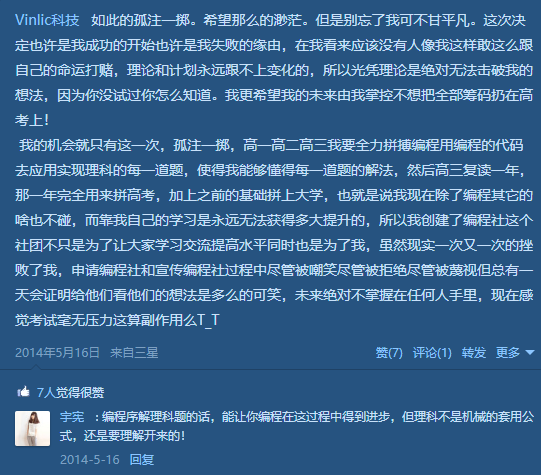 Vinlic科技 如此的孤注一掷。希望那么的渺茫。但是别忘了我可不甘平凡。这次决
定也许是我成功的开始也许是我失败的缘由，在我看来应该没有人像我这样敢这么跟
自己的命运打赌，理论和计划永远跟不上变化的，所以光凭理论是绝对无法击破我的
想法，因为你没试过你怎么知道。我更希望我的未来由我掌控不想把全部筹码扔在高
考上！
我的机会就只有这一次，孤注一掷，高一高二高三我要全力拼搏编程用编程的代码
去应用实现理科的每一道题，使得我能够懂得每一道题的解法，然后高三复读一年，
那一年完全用来拼高考，加上之前的基础拼上大学，也就是说我现在除了编程其它的
啥也不碰，而靠我自己的学习是永远无法获得多大提升的，所以我创建了编程社这个
社团不只是为了让大家学习交流提高水平同时也是为了我，虽然现实一次又一次的挫
败了我，申请编程社和宣传编程社过程中尽管被嘲笑尽管被拒绝尽管被蔑视但总有一
天会证明给他们看他们的想法是多么的可笑，未来绝对不掌握在任何人手里，现在感
觉考试毫无压力这算副作用么T_T
2014年5月16日 来自三星 赞(7) 评论(1) 转发 更多
7人觉得很赞
宇宪 : 编程序解理科题的话，能让你编程在这过程中得到进步，但理科不是机械的套用公
式，还是要理解开来的！
2014-5-16 回复